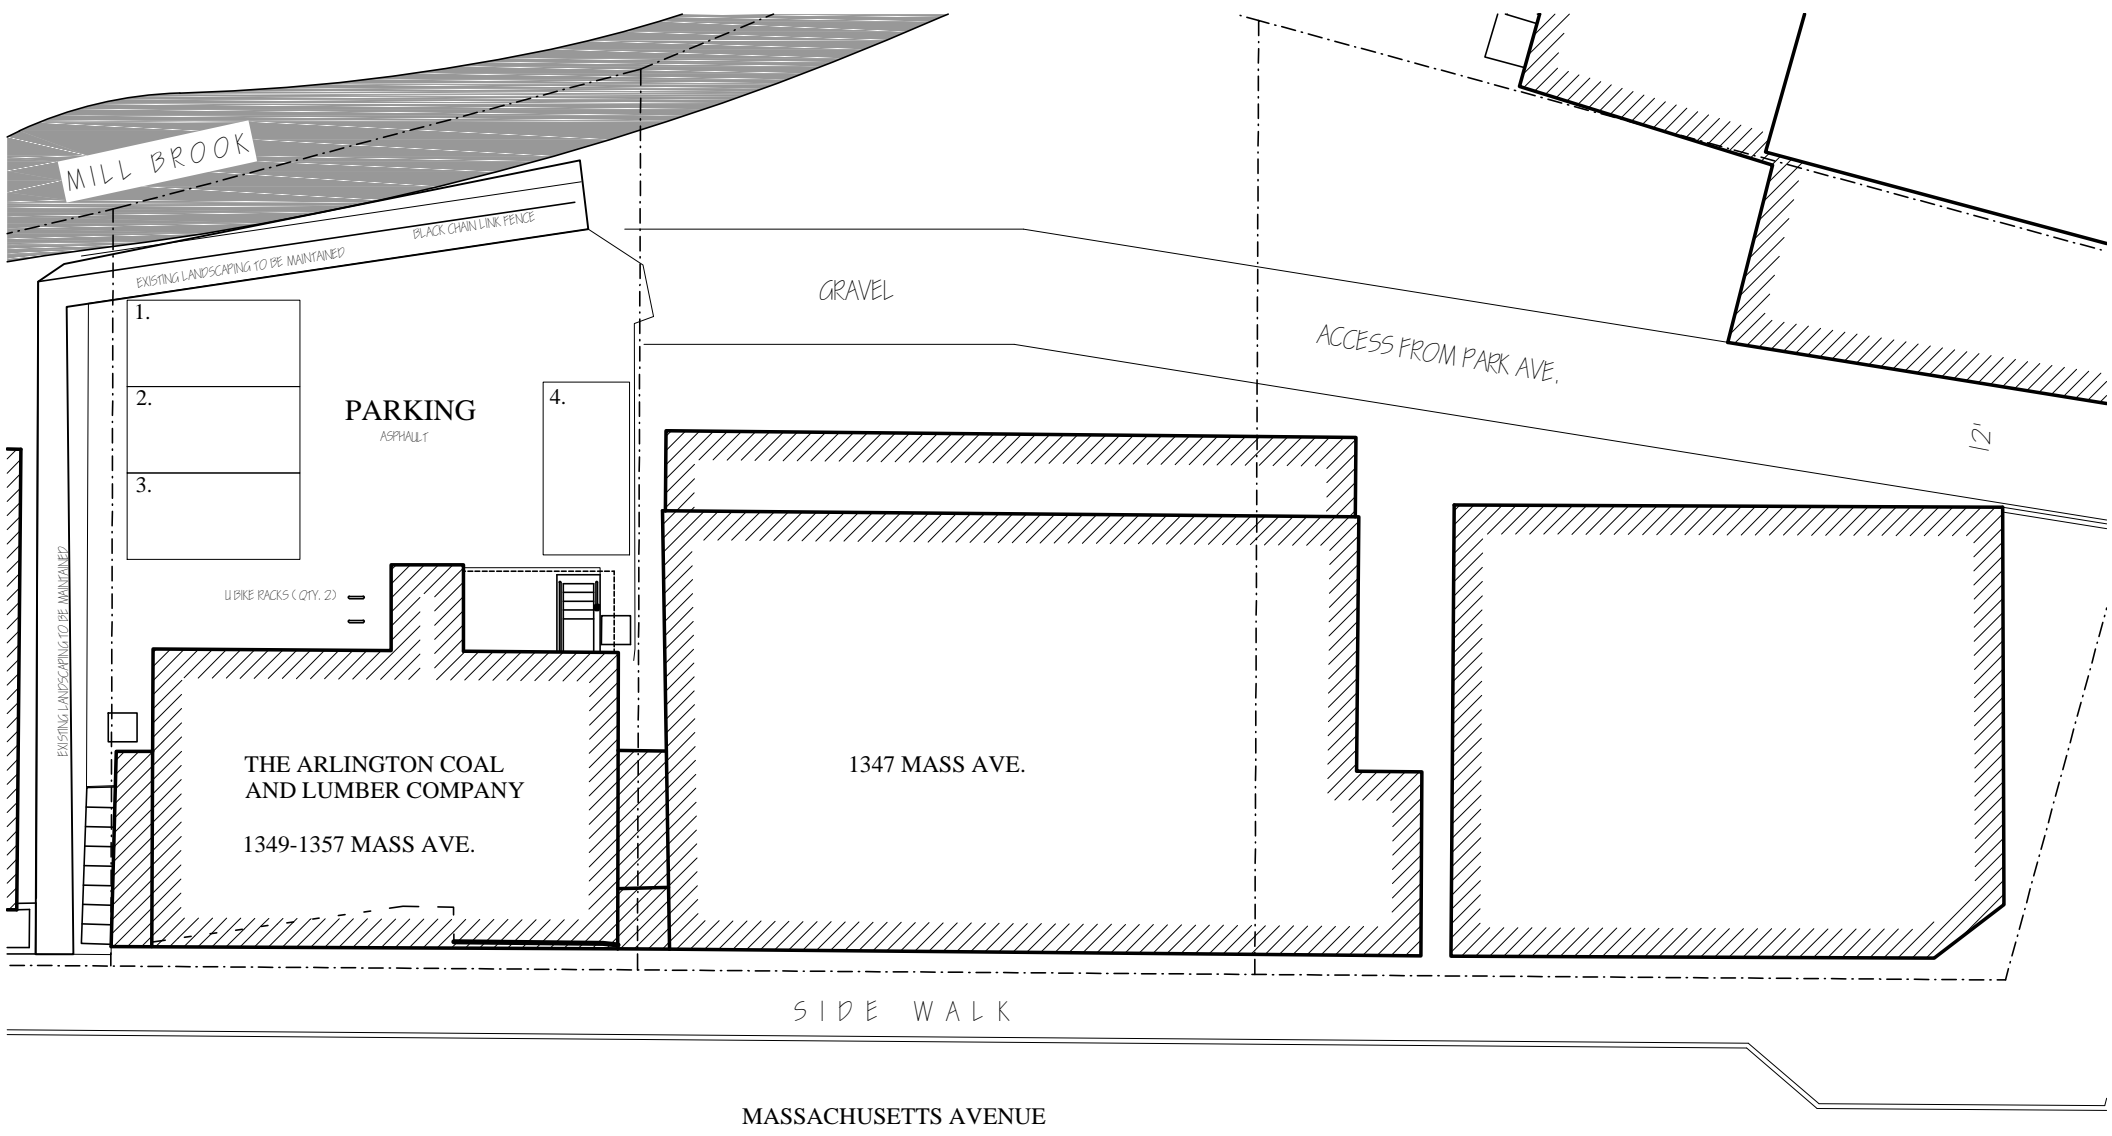 MILL BROOK
BLACK CHAIN LINK FENCE
EXISTING LANDSCAPING TO BE MAINTAINED
GRAVEL
1.
ACCESS FROM PARK AVE.
2.
4.
PARKING
ASPHAULT
12'
3.
U BIKE RACKS ( QTY. 2)
EXISTING LANDSCAPING TO BE MAINTAINED
THE ARLINGTON COAL
AND LUMBER COMPANY
1349-1357 MASS AVE.
1347 MASS AVE.
SIDE WALK
MASSACHUSETTS AVENUE